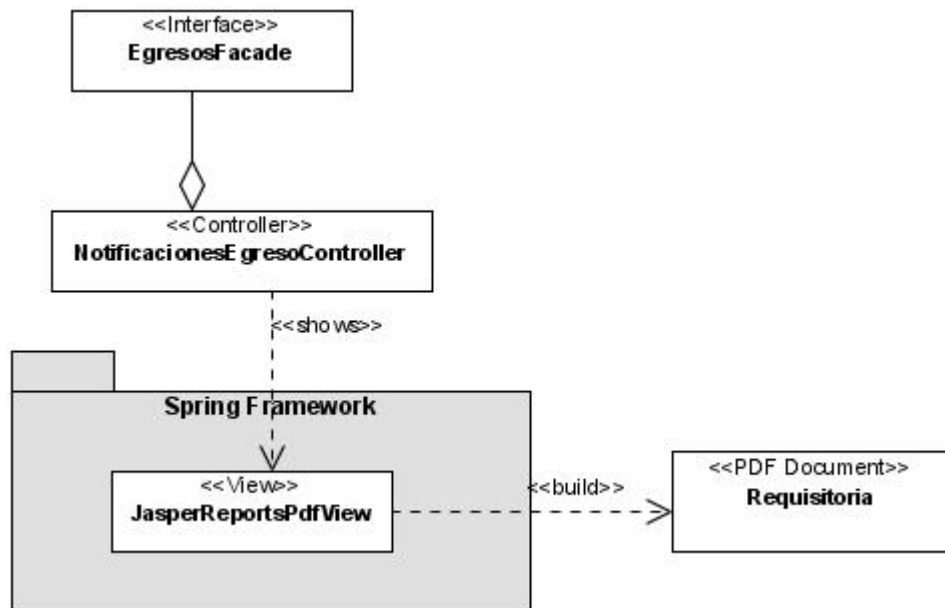 <<Interface>>
EgresosFacade
<<Controller>>
NotificacionesEgresoController
<<shows>>
Spring Framework
<<View>>
JasperReportsPdfView
<<build>>
<<PDF Document>>
Requisitoria